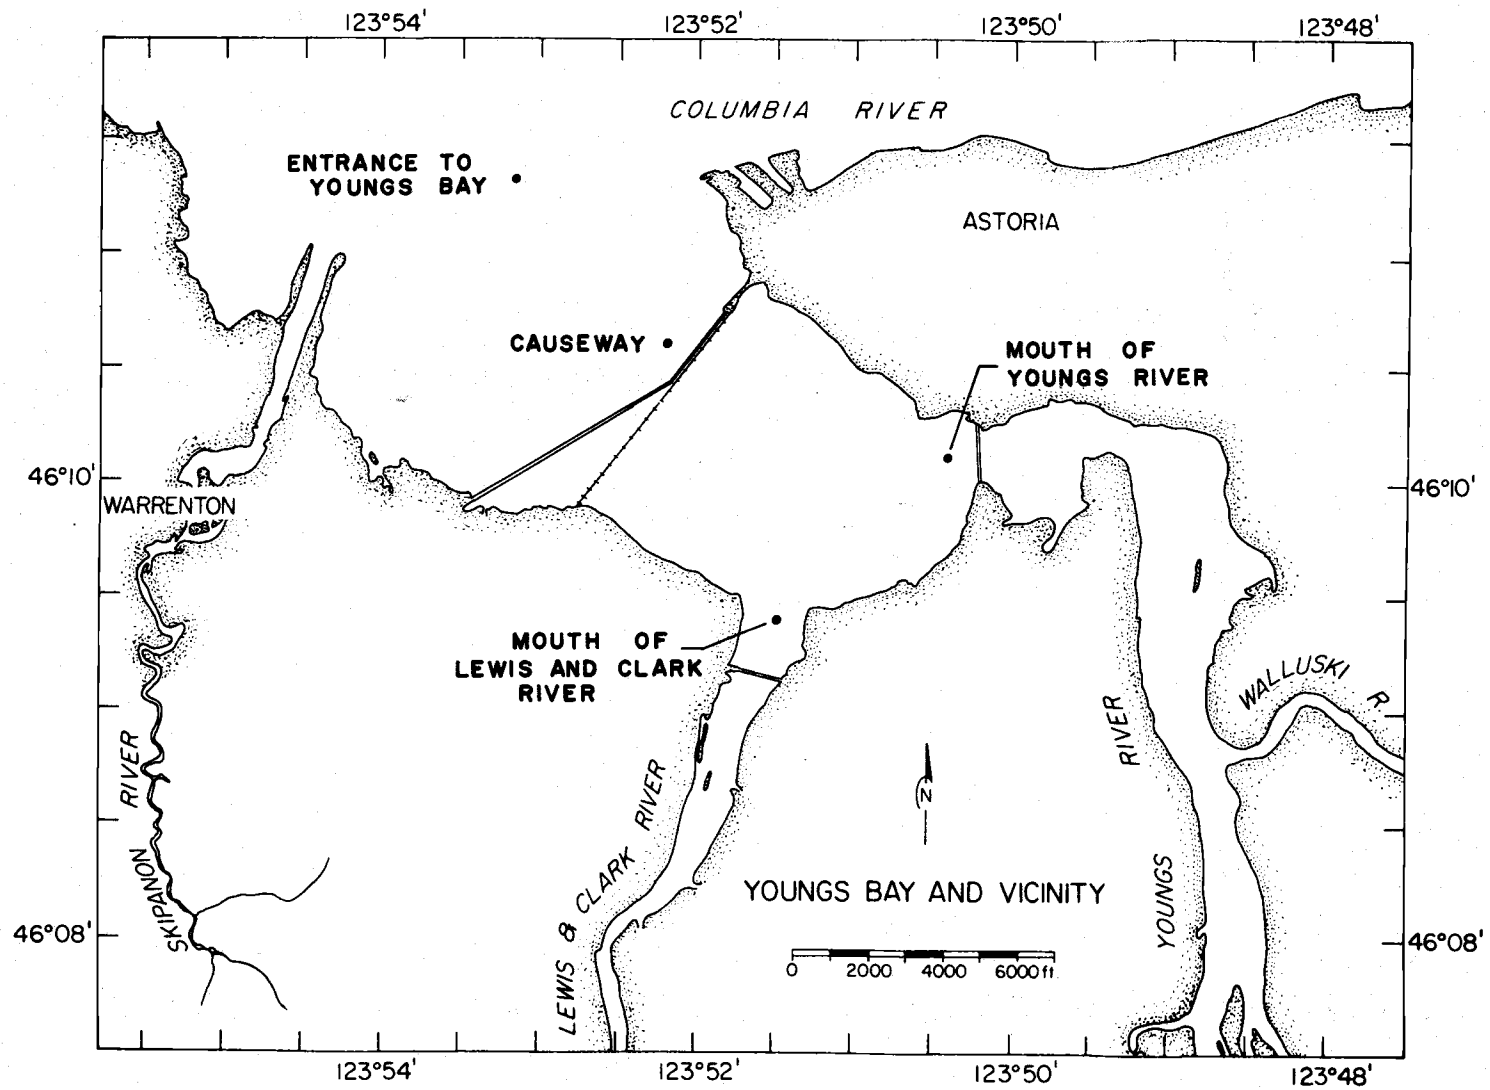 123°54'
123°52'
123°50'
123°48'
COLUMBIA RIVER
ENTRANCE TO
YOUNGS BAY
ASTORIA
CAUSEWAY
MOUTH OF
YOUNGS RIVER
46°10'
46°10'
WARRENTON
MOUTH OF
LEWIS AND CLARK
RIVER
WALLUSKI R
SKIPANON RIVER
LEWIS & CLARK RIVER
YOUNGS RIVER
N
YOUNGS BAY AND VICINITY
0 2000 4000 6000 ft
46°08'
46°08'
123°54'
123°52'
123°50'
123°48'